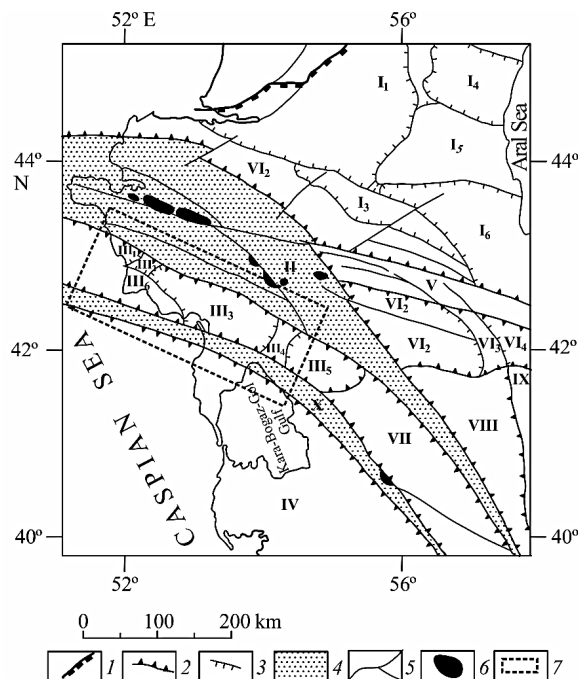 52° E
56°
I₁
I₄
Aral Sea
44°
I₅
44°
N
VI₂
I₃
I₆
II
III₁
V
III₆
VI₂
III₃
VI₂
VI₃
VI₄
42°
III₄
42°
III₅
IX
X
CASPIAN SEA
Kara-Bogaz-Gol
Gulf
VII
VIII
IV
40°
40°
52°
56°
0 100 200 km
1 2 3 4 5 6 7